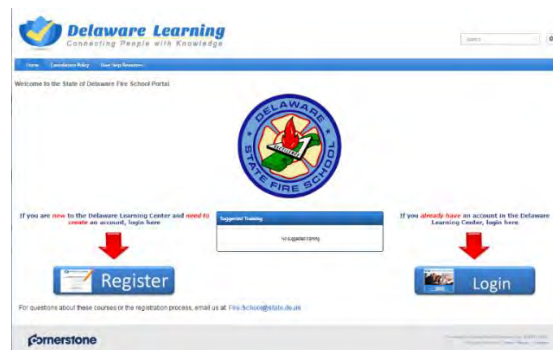 Delaware Learning
Connecting People with Knowledge
Search
Home Cancellation Policy User Help Resources
Welcome to the State of Delaware Fire School Portal
DELAWARE
STATE FIRE SCHOOL
If you are new to the Delaware Learning Center and need to
create an account, login here
Suggested Training
No suggested training
If you already have an account in the Delaware
Learning Center, login here
Register
Login
For questions about these courses or the registration process, email us at: Fire.School@state.de.us
Cornerstone